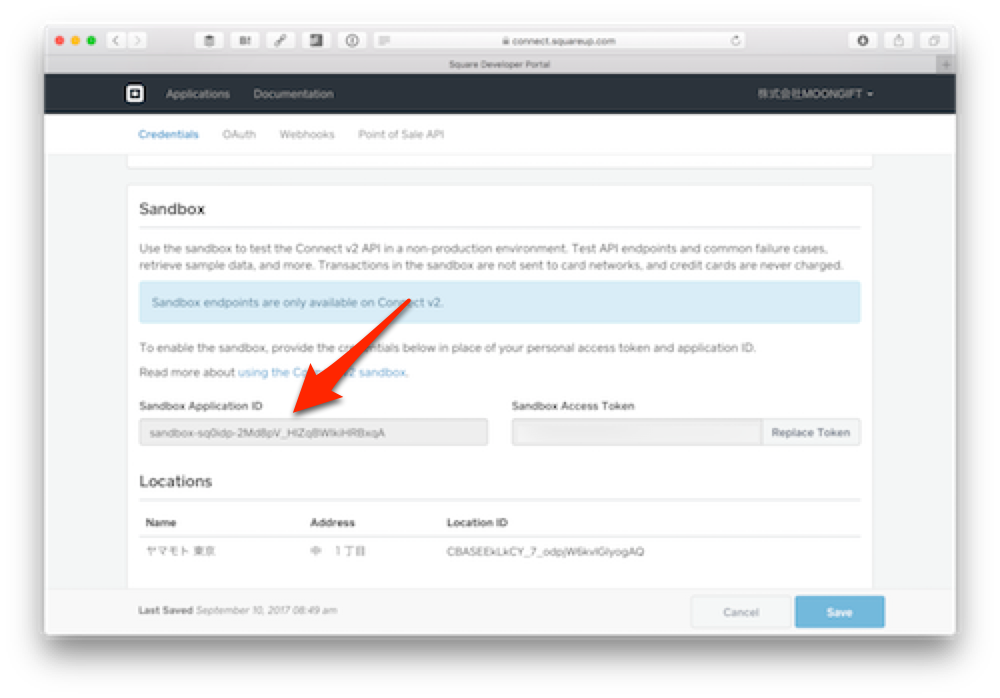 connect.squareup.com
Square Developer Portal
Applications Documentation 株式会社MOONGIFT
Credentials OAuth Webhooks Point of Sale API
Sandbox
Use the sandbox to test the Connect v2 API in a non-production environment. Test API endpoints and common failure cases,
retrieve sample data, and more. Transactions in the sandbox are not sent to card networks, and credit cards are never charged.
Sandbox endpoints are only available on Connect v2.
To enable the sandbox, provide the credentials below in place of your personal access token and application ID.
Read more about using the Connect v2 sandbox.
Sandbox Application ID Sandbox Access Token
Replace Token
Locations
Name Address Location ID
ヤマモト 東京 中 1丁目
Last Saved September 10, 2017 08:49 am Cancel Save